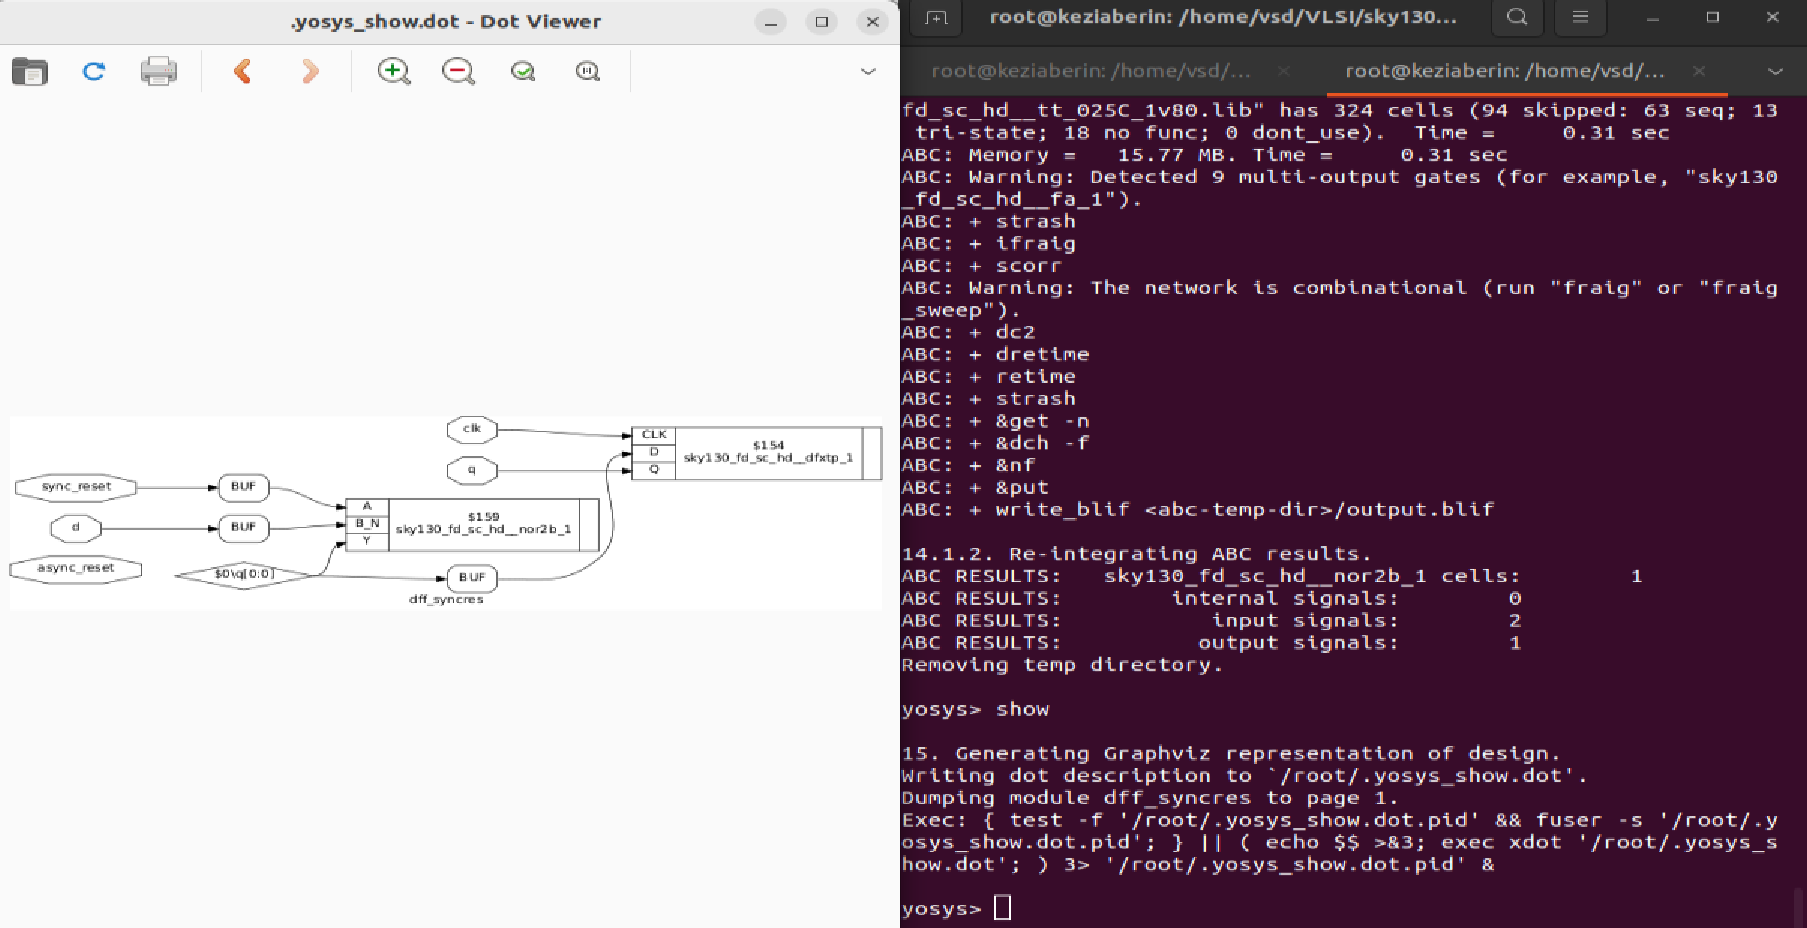 .yosys_show.dot - Dot Viewer
clk
CLK
D
Q
$154
sky130_fd_sc_hd__dfxtp_1
q
sync_reset
BUF
d
BUF
A
B_N
Y
$159
sky130_fd_sc_hd__nor2b_1
async_reset
$0\q[0:0]
BUF
dff_syncres
root@keziaberin: /home/vsd/VLSI/sky130...
root@keziaberin: /home/vsd/...
root@keziaberin: /home/vsd/...
fd_sc_hd__tt_025C_1v80.lib" has 324 cells (94 skipped: 63 seq; 13
tri-state; 18 no func; 0 dont_use).  Time =     0.31 sec
ABC: Memory =   15.77 MB. Time =     0.31 sec
ABC: Warning: Detected 9 multi-output gates (for example, "sky130
_fd_sc_hd__fa_1").
ABC: + strash
ABC: + ifraig
ABC: + scorr
ABC: Warning: The network is combinational (run "fraig" or "fraig
_sweep").
ABC: + dc2
ABC: + dretime
ABC: + retime
ABC: + strash
ABC: + &get -n
ABC: + &dch -f
ABC: + &nf
ABC: + &put
ABC: + write_blif <abc-temp-dir>/output.blif
14.1.2. Re-integrating ABC results.
ABC RESULTS:   sky130_fd_sc_hd__nor2b_1 cells:        1
ABC RESULTS:        internal signals:        0
ABC RESULTS:           input signals:        2
ABC RESULTS:          output signals:        1
Removing temp directory.
yosys> show
15. Generating Graphviz representation of design.
Writing dot description to `/root/.yosys_show.dot'.
Dumping module dff_syncres to page 1.
Exec: { test -f '/root/.yosys_show.dot.pid' && fuser -s '/root/.y
osys_show.dot.pid'; } || ( echo $$ >&3; exec xdot '/root/.yosys_s
how.dot'; ) 3> '/root/.yosys_show.dot.pid' &
yosys>